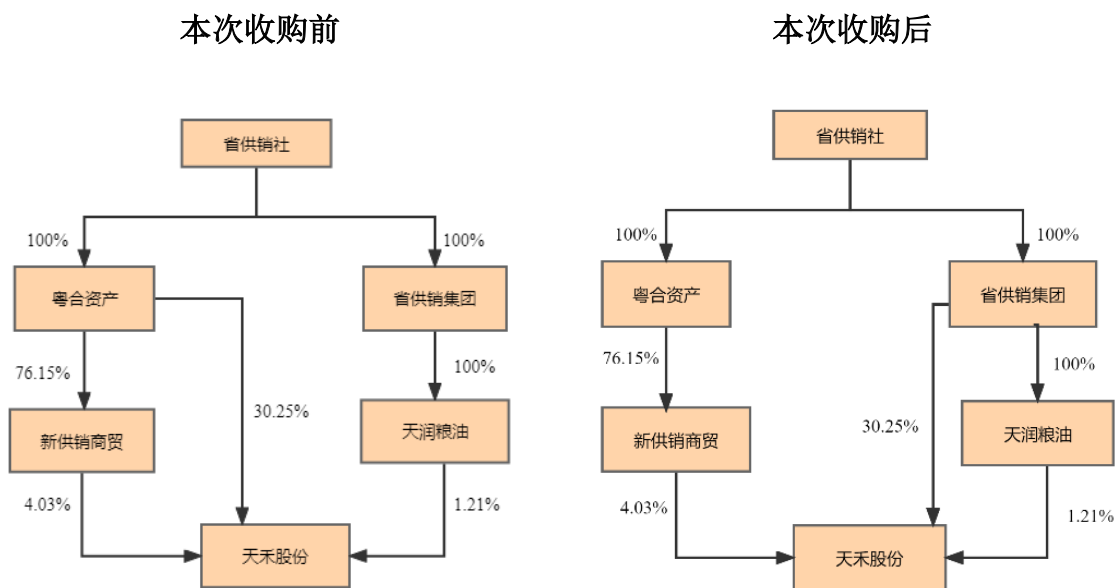 本次收购前
省供销社
100%
100%
粤合资产
省供销集团
76.15%
100%
30.25%
新供销商贸
天润粮油
4.03%
1.21%
天禾股份
本次收购后
省供销社
100%
100%
粤合资产
省供销集团
76.15%
100%
30.25%
新供销商贸
天润粮油
4.03%
1.21%
天禾股份